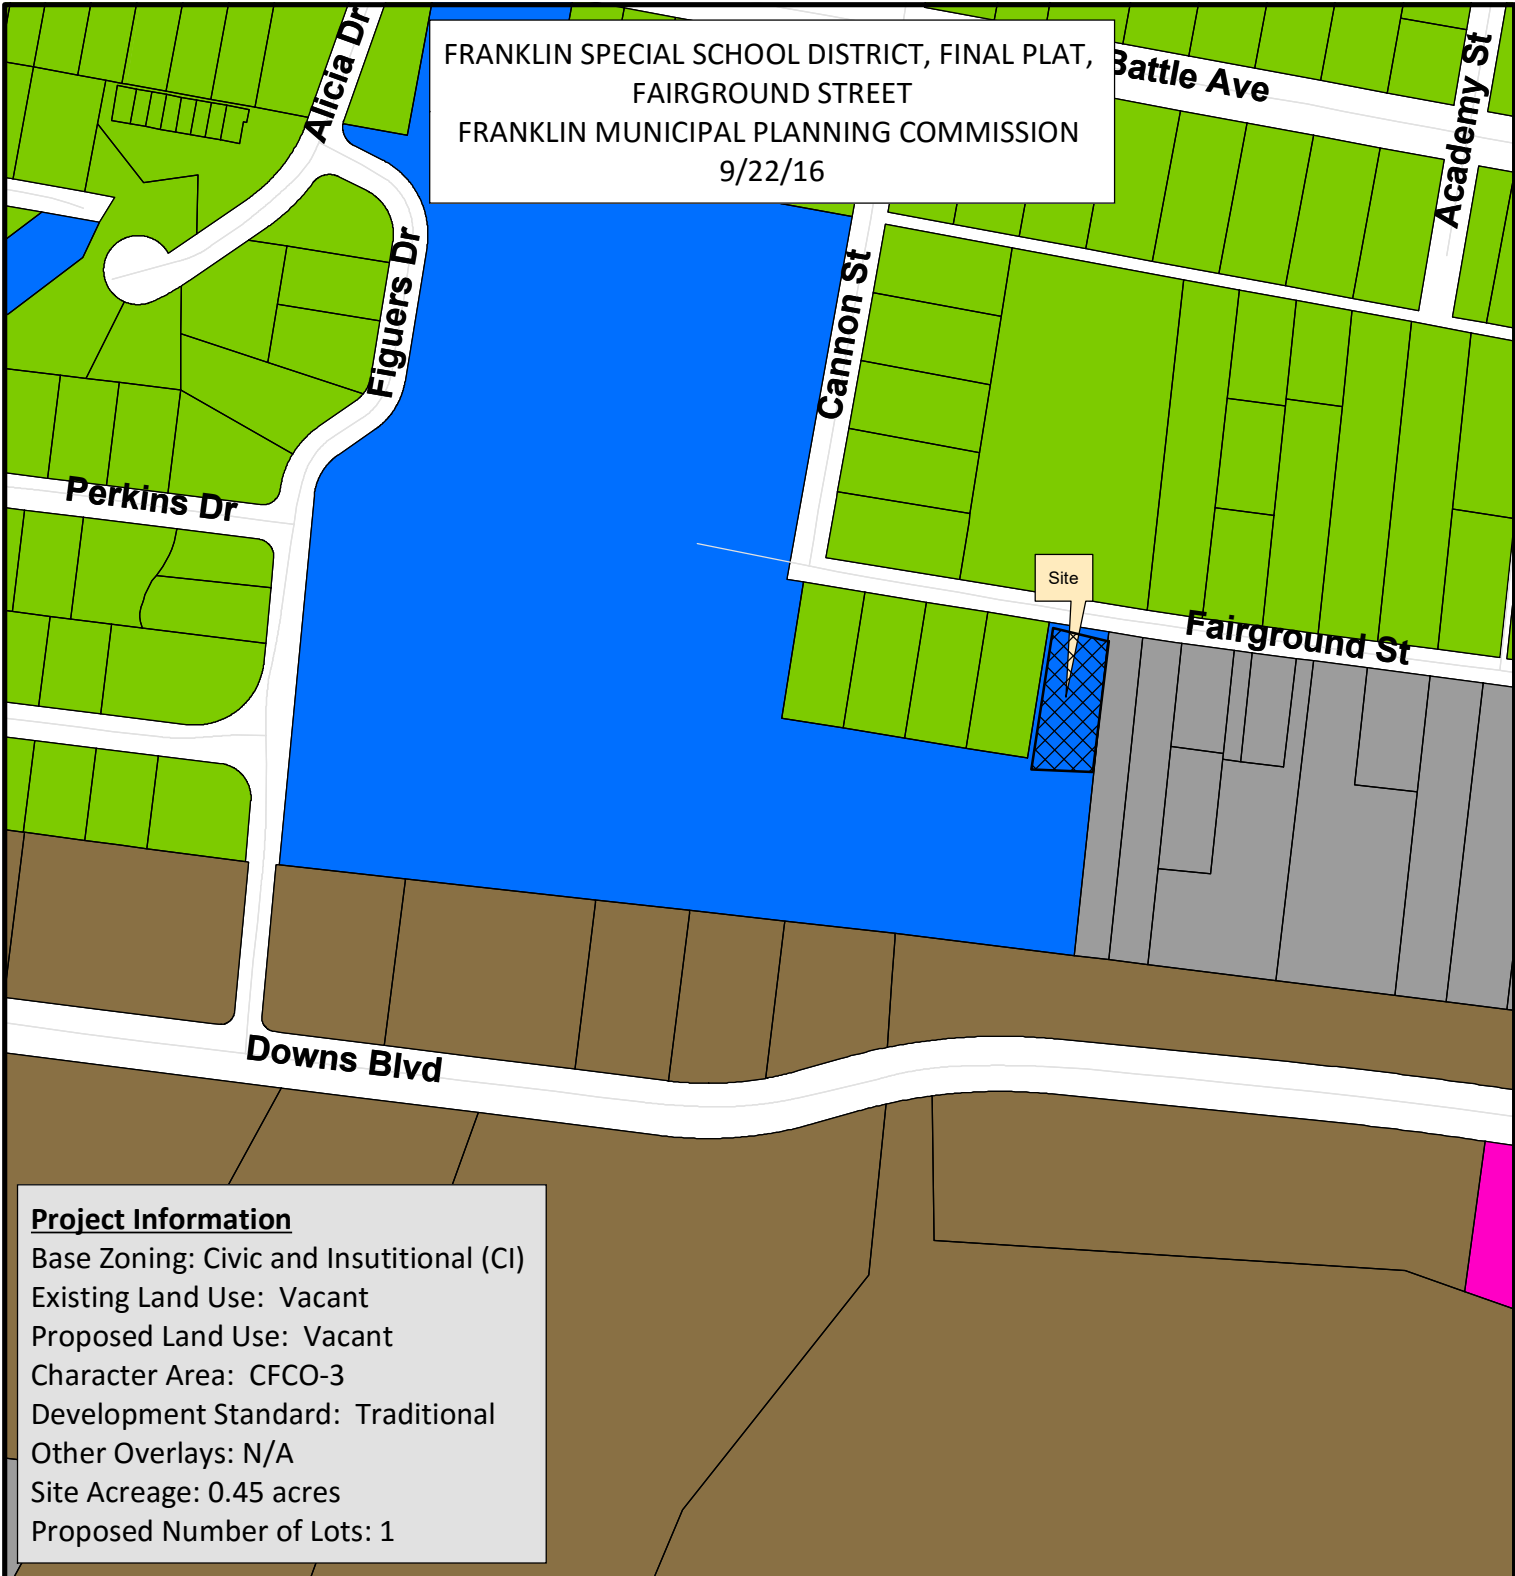 FRANKLIN SPECIAL SCHOOL DISTRICT, FINAL PLAT,
FAIRGROUND STREET
FRANKLIN MUNICIPAL PLANNING COMMISSION
9/22/16
Alicia Dr
Battle Ave
Academy St
Figuers Dr
Cannon St
Perkins Dr
Site
Fairground St
Downs Blvd
Project Information
Base Zoning: Civic and Insutitional (CI)
Existing Land Use: Vacant
Proposed Land Use: Vacant
Character Area: CFCO-3
Development Standard: Traditional
Other Overlays: N/A
Site Acreage: 0.45 acres
Proposed Number of Lots: 1